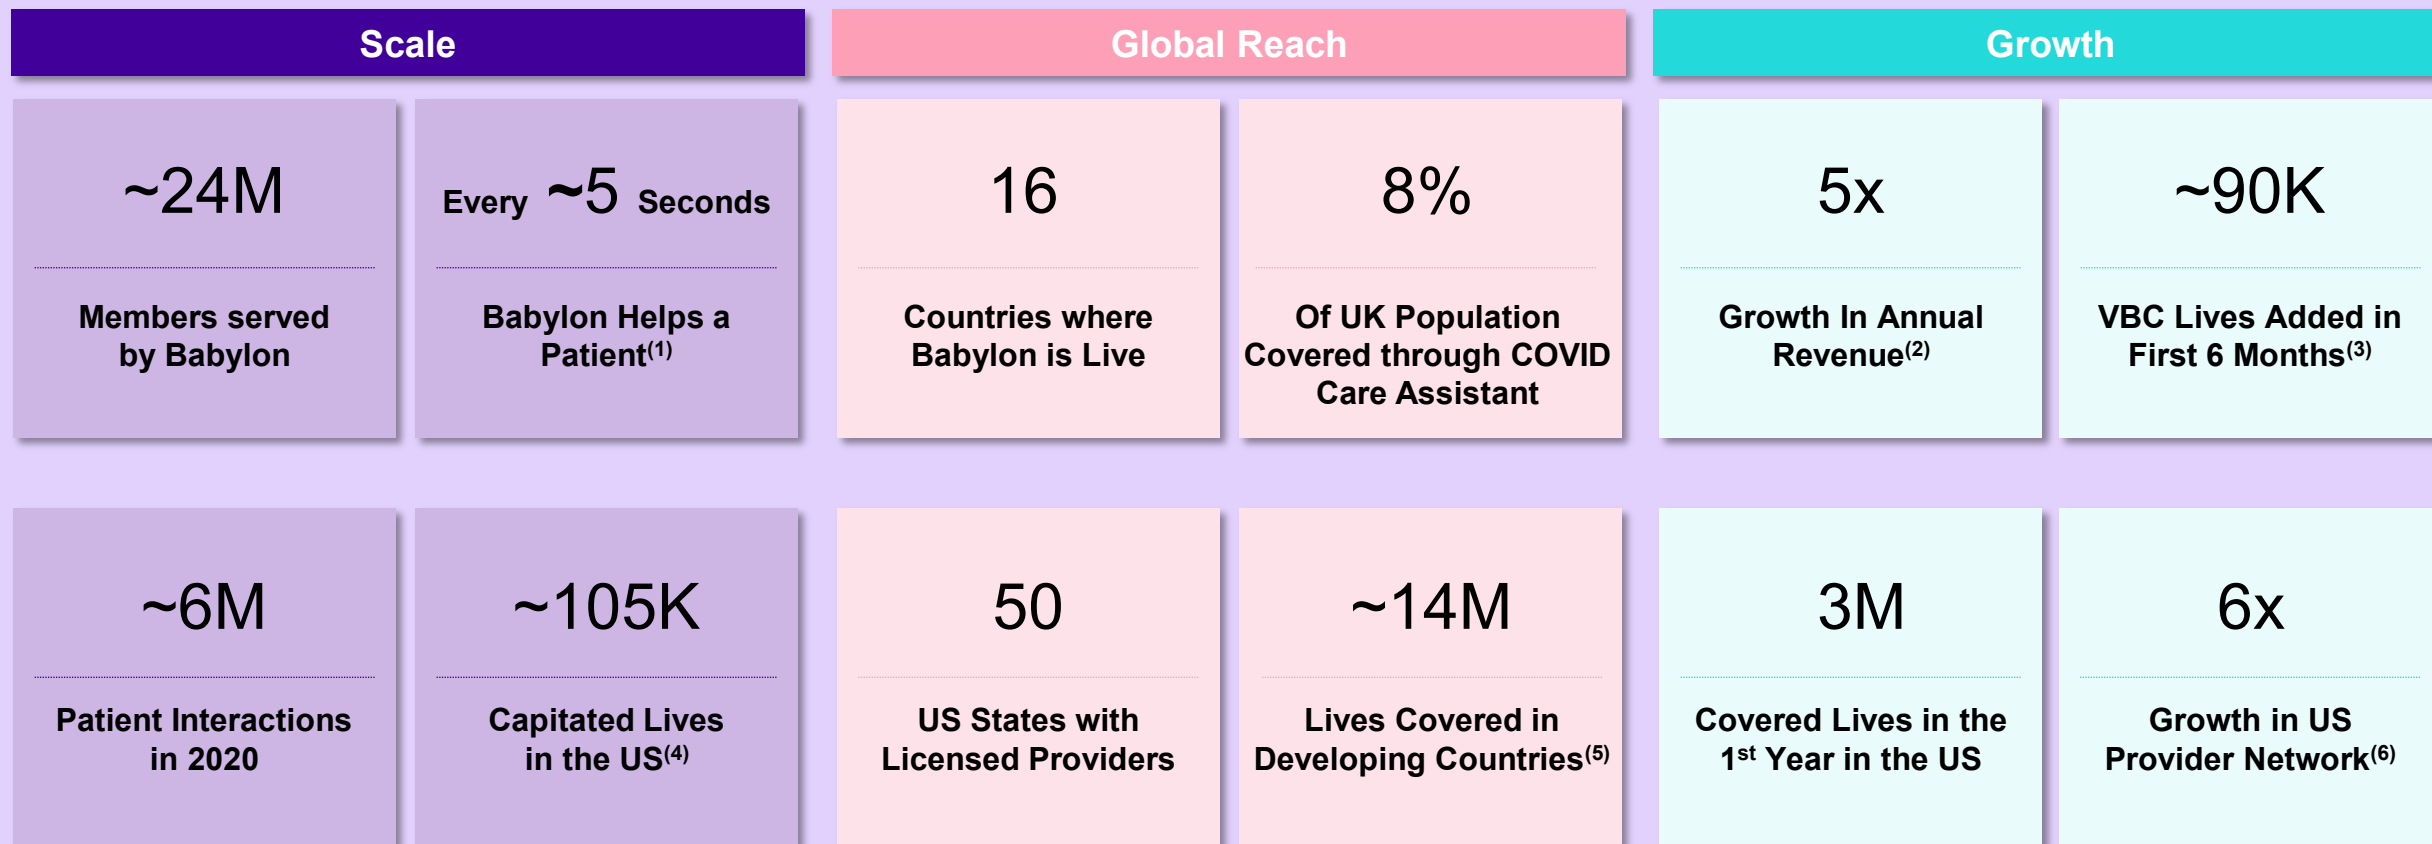 Scale
Global Reach
Growth
~24M
Members served
by Babylon
Every ~5 Seconds
Babylon Helps a
Patient(1)
16
Countries where
Babylon is Live
8%
Of UK Population
Covered through COVID
Care Assistant
5x
Growth In Annual
Revenue(2)
~90K
VBC Lives Added in
First 6 Months(3)
~6M
Patient Interactions
in 2020
~105K
Capitated Lives
in the US(4)
50
US States with
Licensed Providers
~14M
Lives Covered in
Developing Countries(5)
3M
Covered Lives in the
1st Year in the US
6x
Growth in US
Provider Network(6)